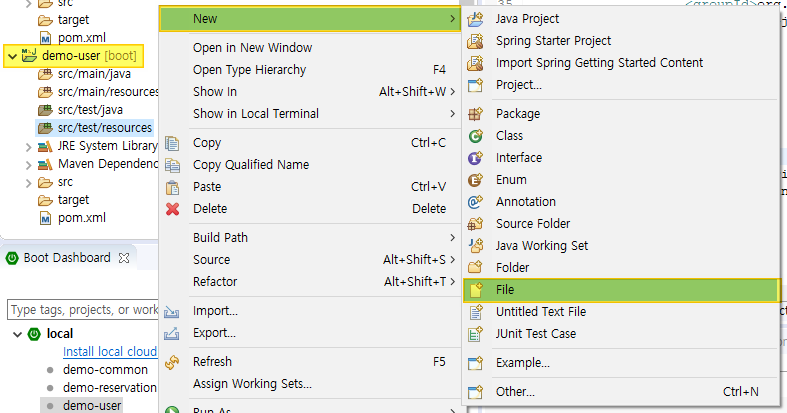 src
target
pom.xml
demo-user [boot]
src/main/java
src/main/resources
src/test/java
src/test/resources
JRE System Library
Maven Dependenc
src
target
pom.xml
Boot Dashboard
Type tags, projects, or work
local
Install local cloud
demo-common
demo-reservation
demo-user
New
Open in New Window
Open Type Hierarchy F4
Show In Alt+Shift+W
Show in Local Terminal
Copy Ctrl+C
Copy Qualified Name
Paste Ctrl+V
Delete Delete
Build Path
Source Alt+Shift+S
Refactor Alt+Shift+T
Import...
Export...
Refresh F5
Assign Working Sets...
Run As
Java Project
Spring Starter Project
Import Spring Getting Started Content
Project...
Package
Class
Interface
Enum
Annotation
Source Folder
Java Working Set
Folder
File
Untitled Text File
JUnit Test Case
Example...
Other... Ctrl+N
35 <groupId>org.